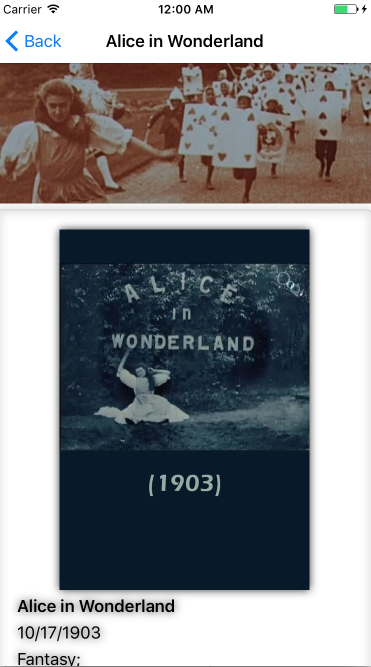 Carrier 12:00 AM
Back Alice in Wonderland
ALICE
in
WONDERLAND
(1903)
Alice in Wonderland
10/17/1903
Fantasy;